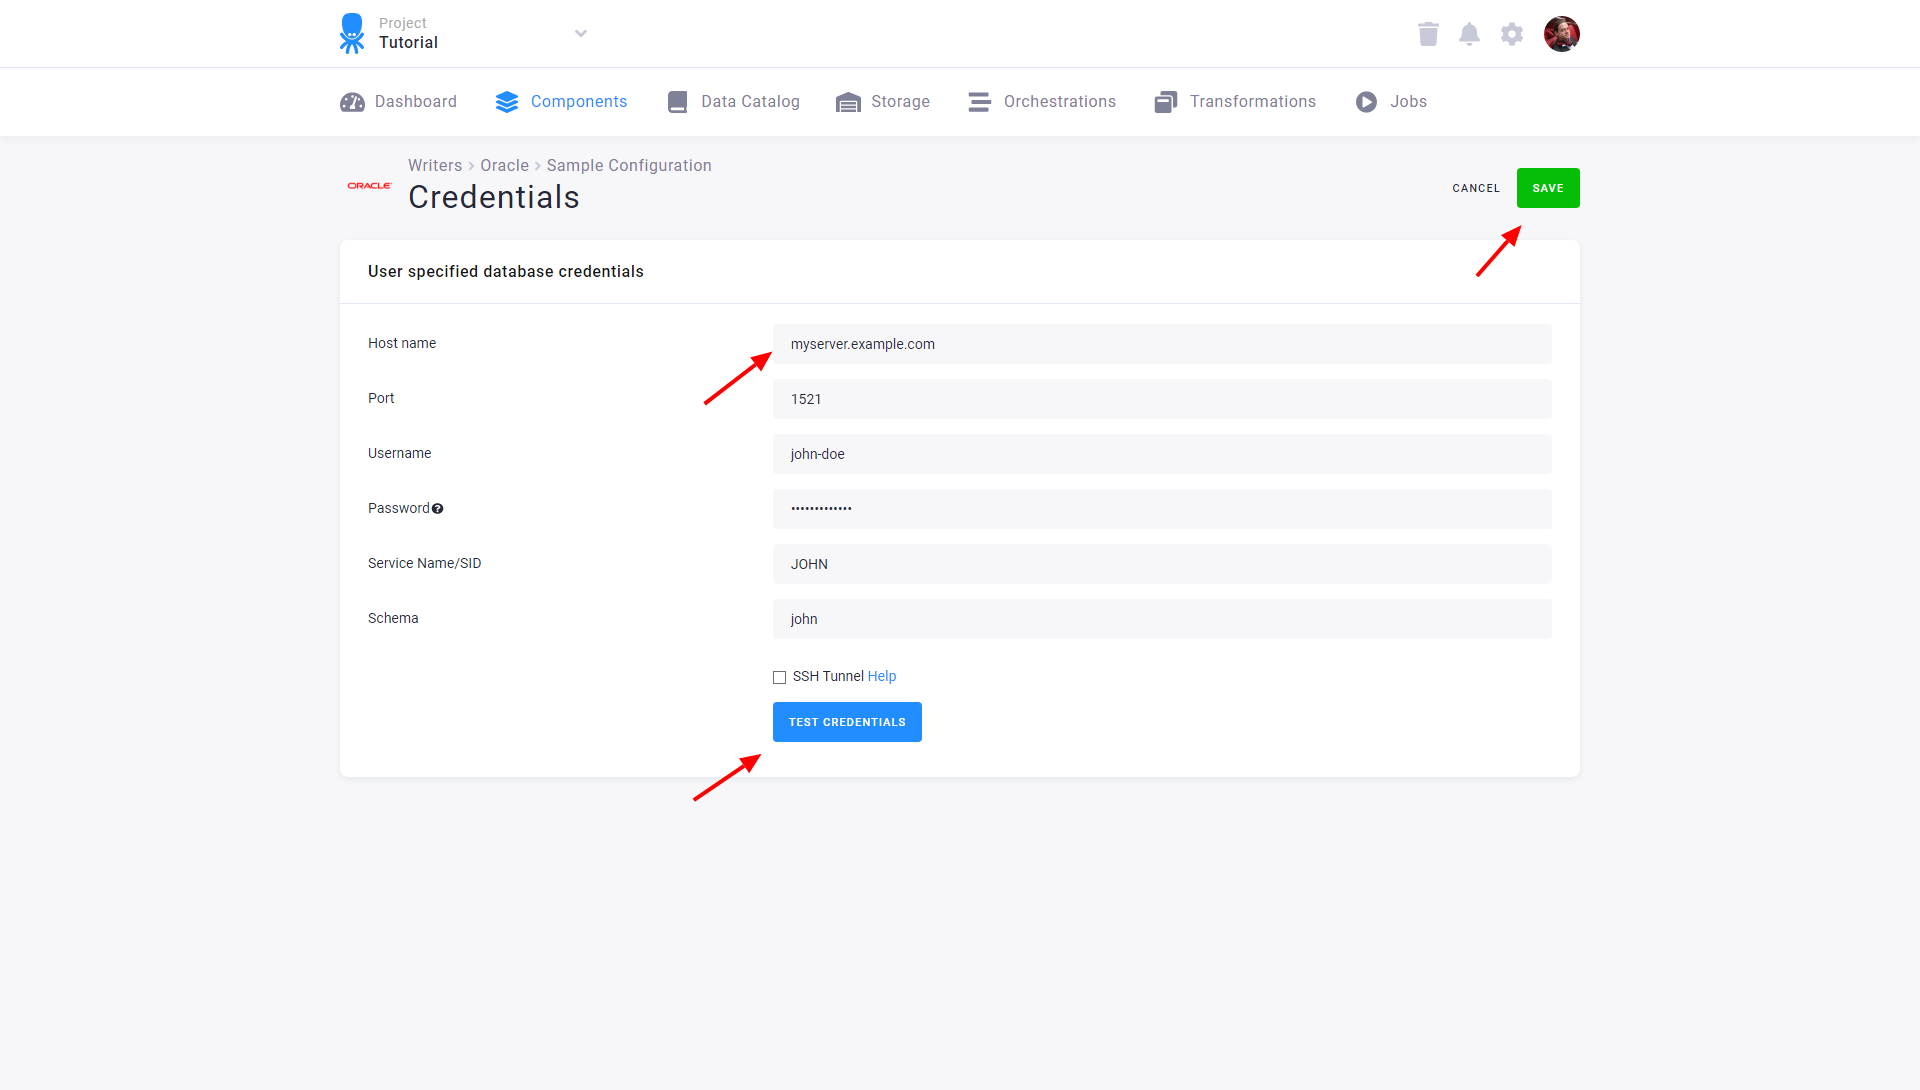 Project
Tutorial
Dashboard
Components
Data Catalog
Storage
Orchestrations
Transformations
Jobs
ORACLE
Writers > Oracle > Sample Configuration
Credentials
CANCEL
SAVE
User specified database credentials
Host name
myserver.example.com
Port
1521
Username
john-doe
Password
•••••••••••••
Service Name/SID
JOHN
Schema
john
SSH Tunnel Help
TEST CREDENTIALS